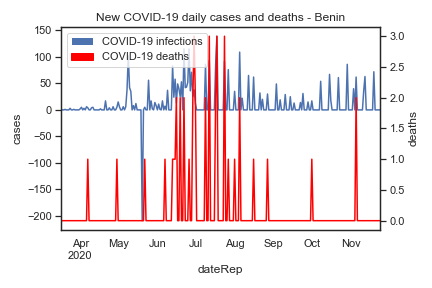 New COVID-19 daily cases and deaths - Benin
COVID-19 infections
COVID-19 deaths
150
100
50
0
−50
−100
−150
−200
cases
3.0
2.5
2.0
1.5
1.0
0.5
0.0
deaths
Apr May Jun Jul Aug Sep Oct Nov
2020
dateRep